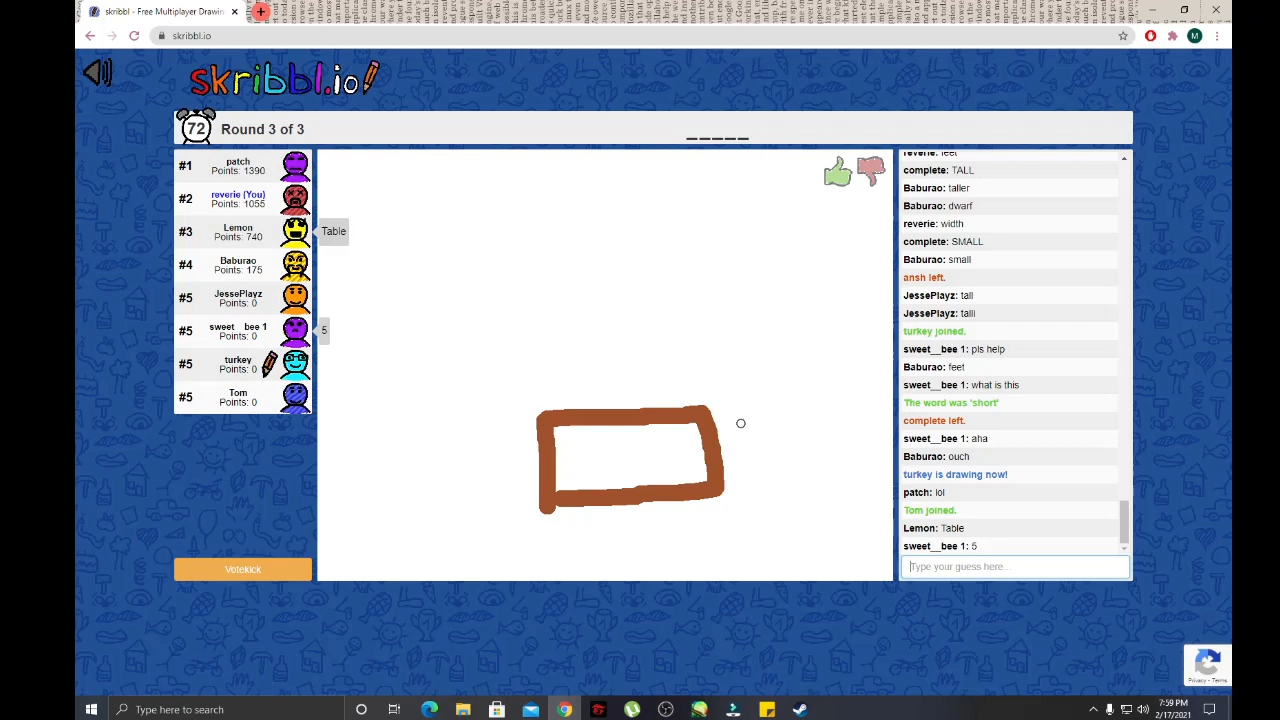 skribbl - Free Multiplayer Drawin
skribbl.io
M
skribbl.io
72
Round 3 of 3
_ _ _ _ _
#1 patch
Points: 1390
#2 reverie (You)
Points: 1055
#3 Lemon
Points: 740
Table
#4 Baburao
Points: 175
#5 JessePlayz
Points: 0
#5 sweet__bee 1
Points: 0
5
#5 turkey
Points: 0
#5 Tom
Points: 0
Votekick
reverie: feet
complete: TALL
Baburao: taller
Baburao: dwarf
reverie: width
complete: SMALL
Baburao: small
ansh left.
JessePlayz: tall
JessePlayz: talli
turkey joined.
sweet__bee 1: pls help
Baburao: feet
sweet__bee 1: what is this
The word was 'short'
complete left.
sweet__bee 1: aha
Baburao: ouch
turkey is drawing now!
patch: lol
Tom joined.
Lemon: Table
sweet__bee 1: 5
Type your guess here...
Privacy - Terms
Type here to search
7:59 PM
2/17/2021